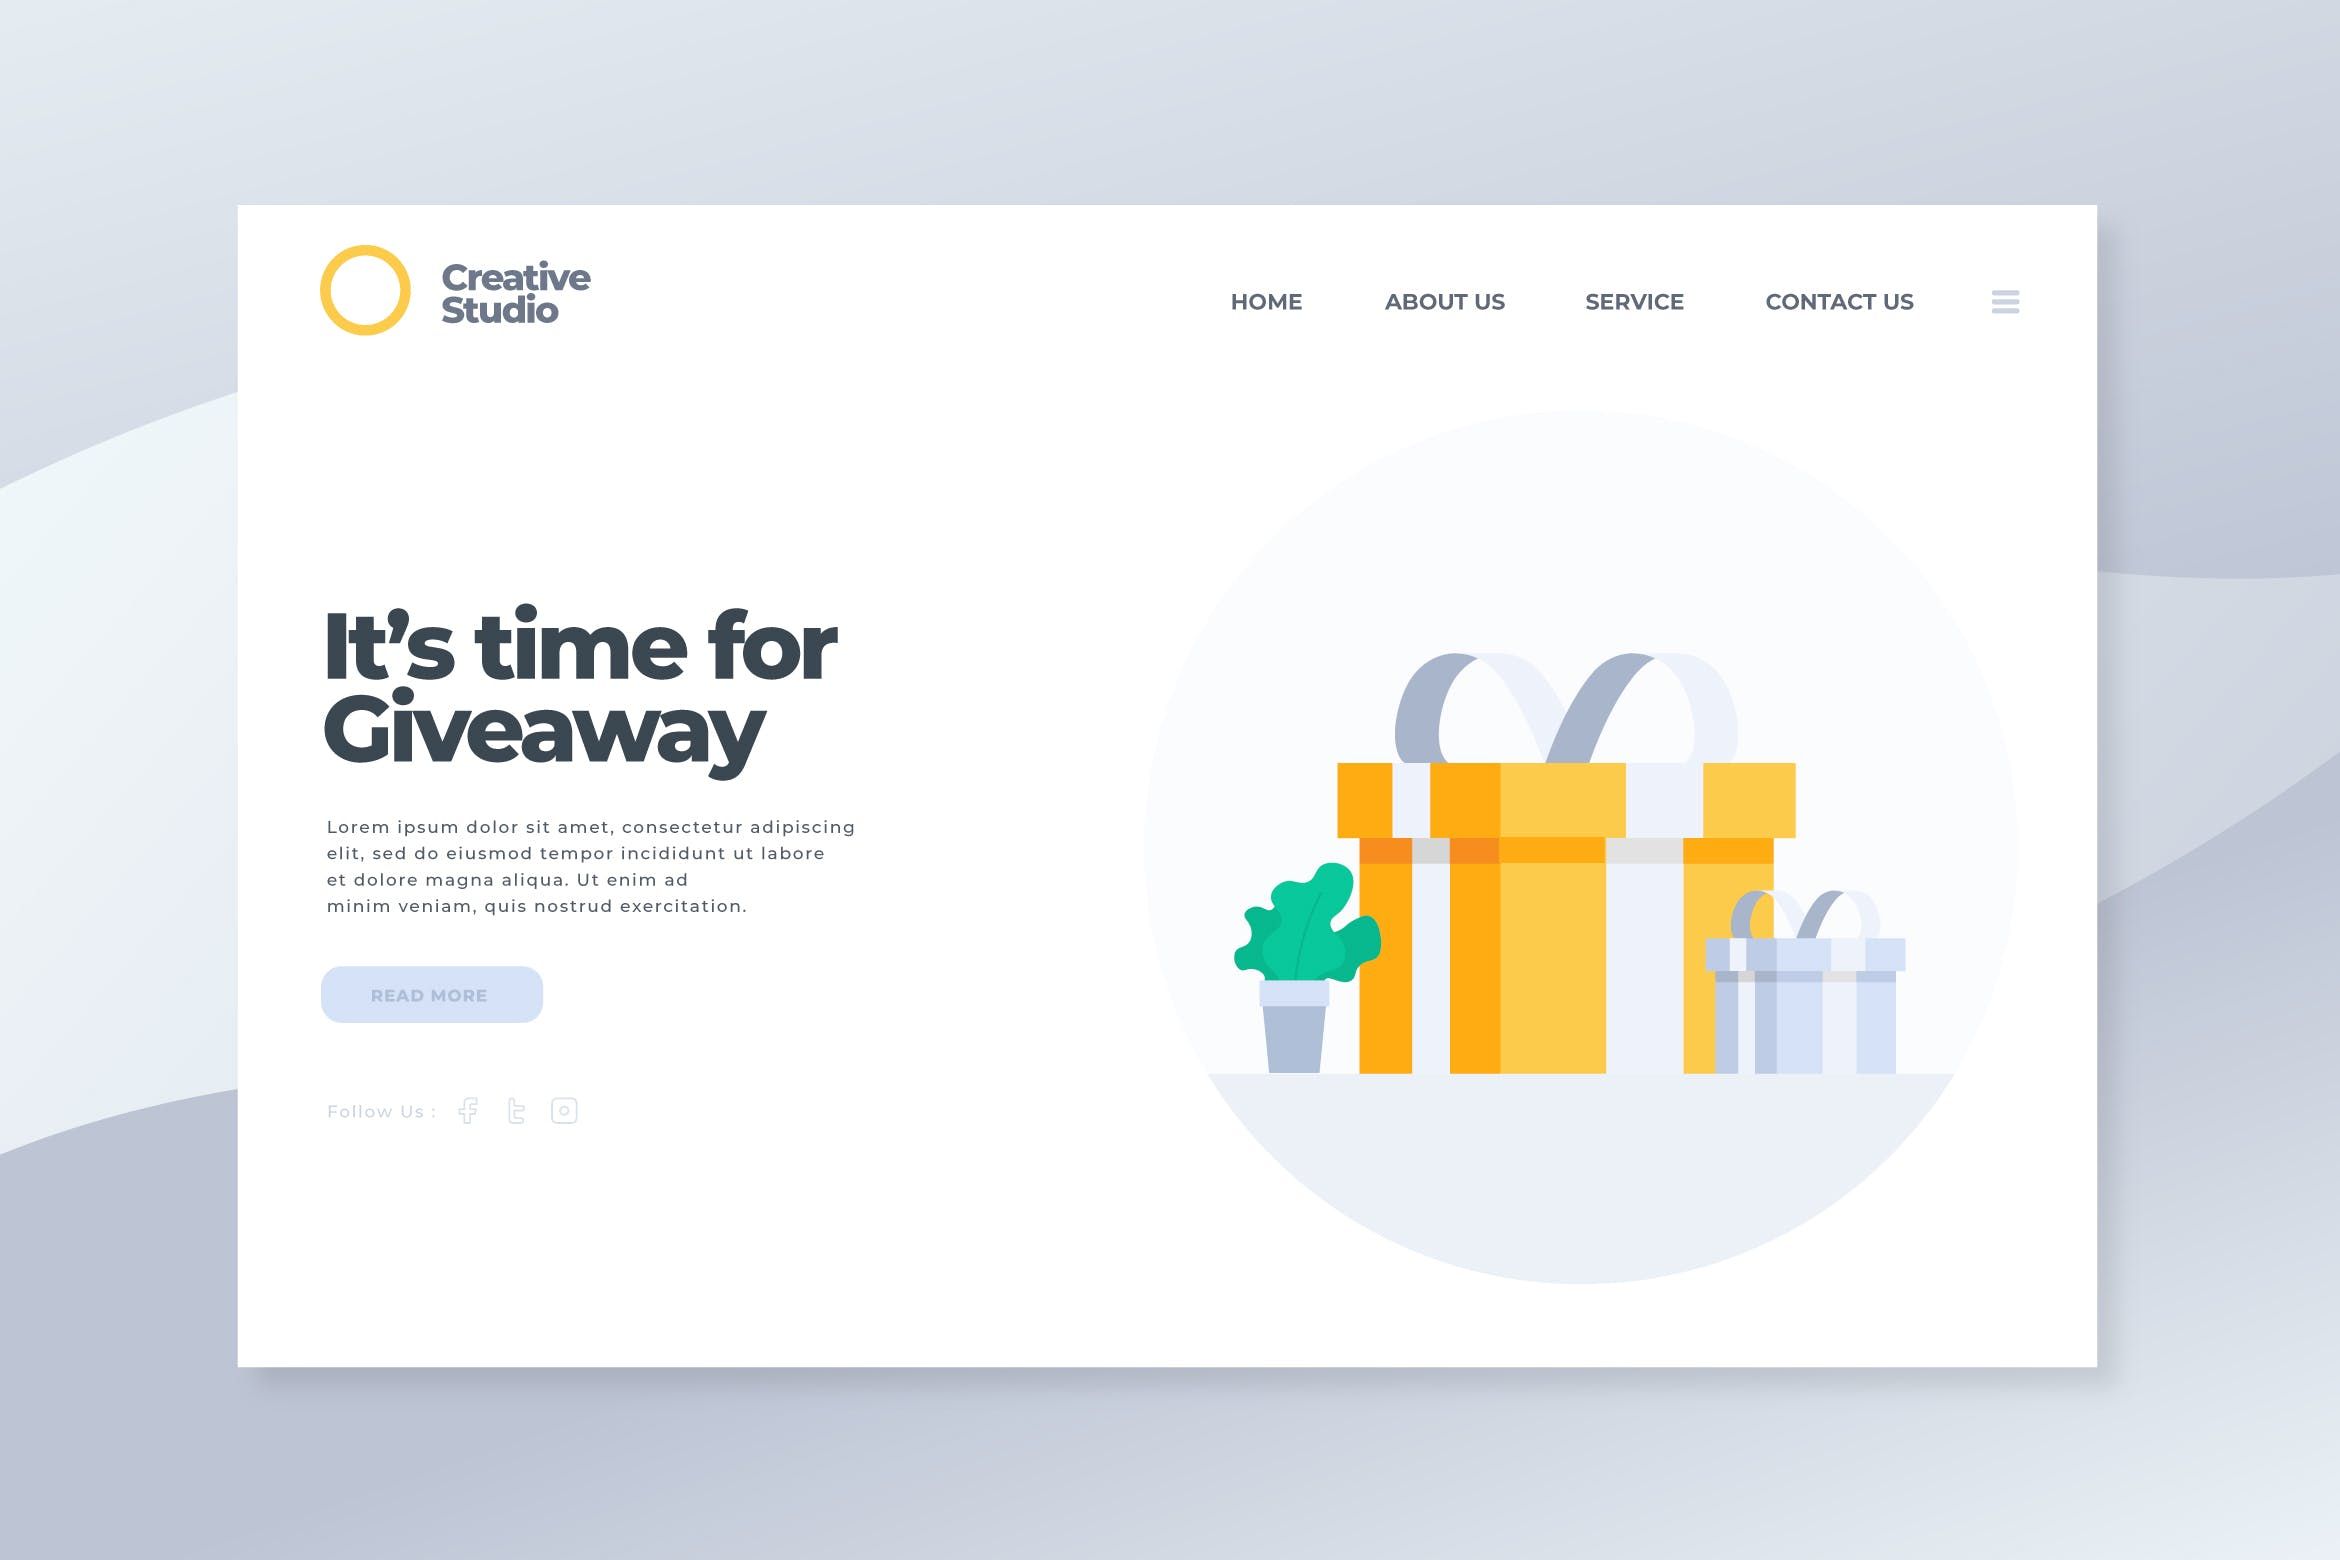 Creative
Studio
HOME ABOUT US SERVICE CONTACT US
It’s time for
Giveaway
Lorem ipsum dolor sit amet, consectetur adipiscing
elit, sed do eiusmod tempor incididunt ut labore
et dolore magna aliqua. Ut enim ad
minim veniam, quis nostrud exercitation.
READ MORE
Follow Us :